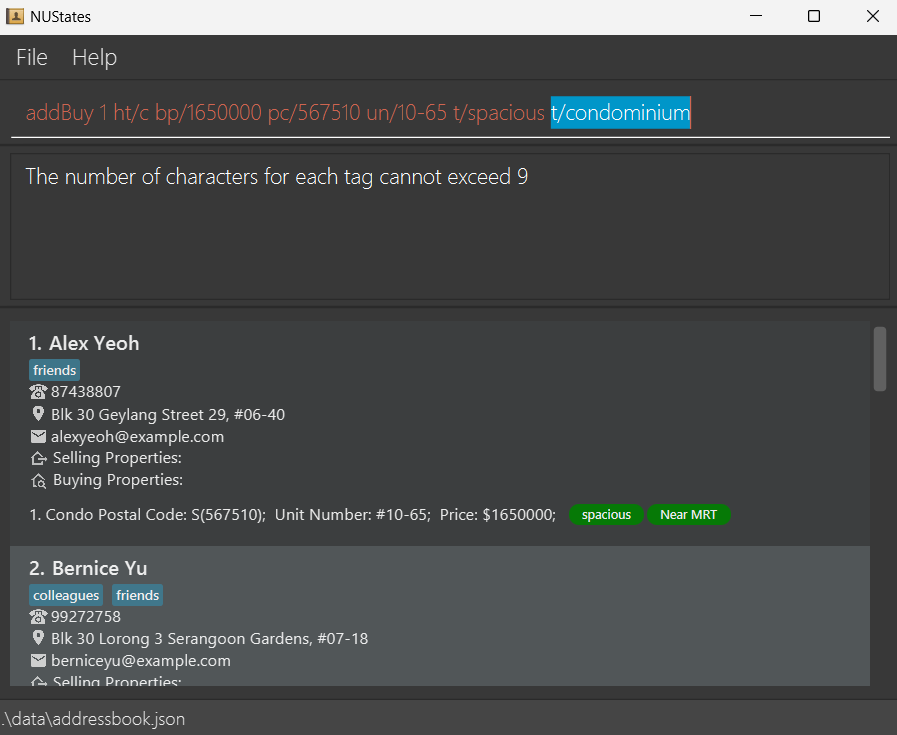 NUStates
File Help
addBuy 1 ht/c bp/1650000 pc/567510 un/10-65 t/spacious t/condominium
The number of characters for each tag cannot exceed 9
1. Alex Yeoh
friends
87438807
Blk 30 Geylang Street 29, #06-40
alexyeoh@example.com
Selling Properties:
Buying Properties:
1. Condo Postal Code: S(567510); Unit Number: #10-65; Price: $1650000; spacious Near MRT
2. Bernice Yu
colleagues friends
99272758
Blk 30 Lorong 3 Serangoon Gardens, #07-18
berniceyu@example.com
Selling Properties:
.\data\addressbook.json